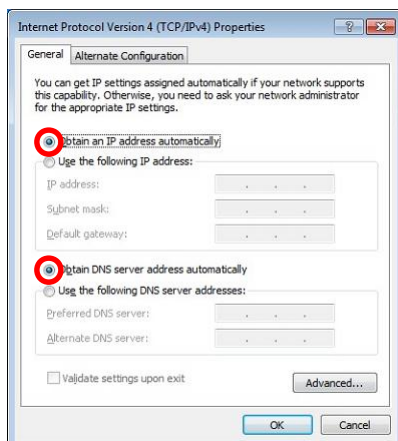 Internet Protocol Version 4 (TCP/IPv4) Properties
General
Alternate Configuration
You can get IP settings assigned automatically if your network supports
this capability. Otherwise, you need to ask your network administrator
for the appropriate IP settings.
Obtain an IP address automatically
Use the following IP address:
IP address:
Subnet mask:
Default gateway:
Obtain DNS server address automatically
Use the following DNS server addresses:
Preferred DNS server:
Alternate DNS server:
Validate settings upon exit
Advanced...
OK
Cancel